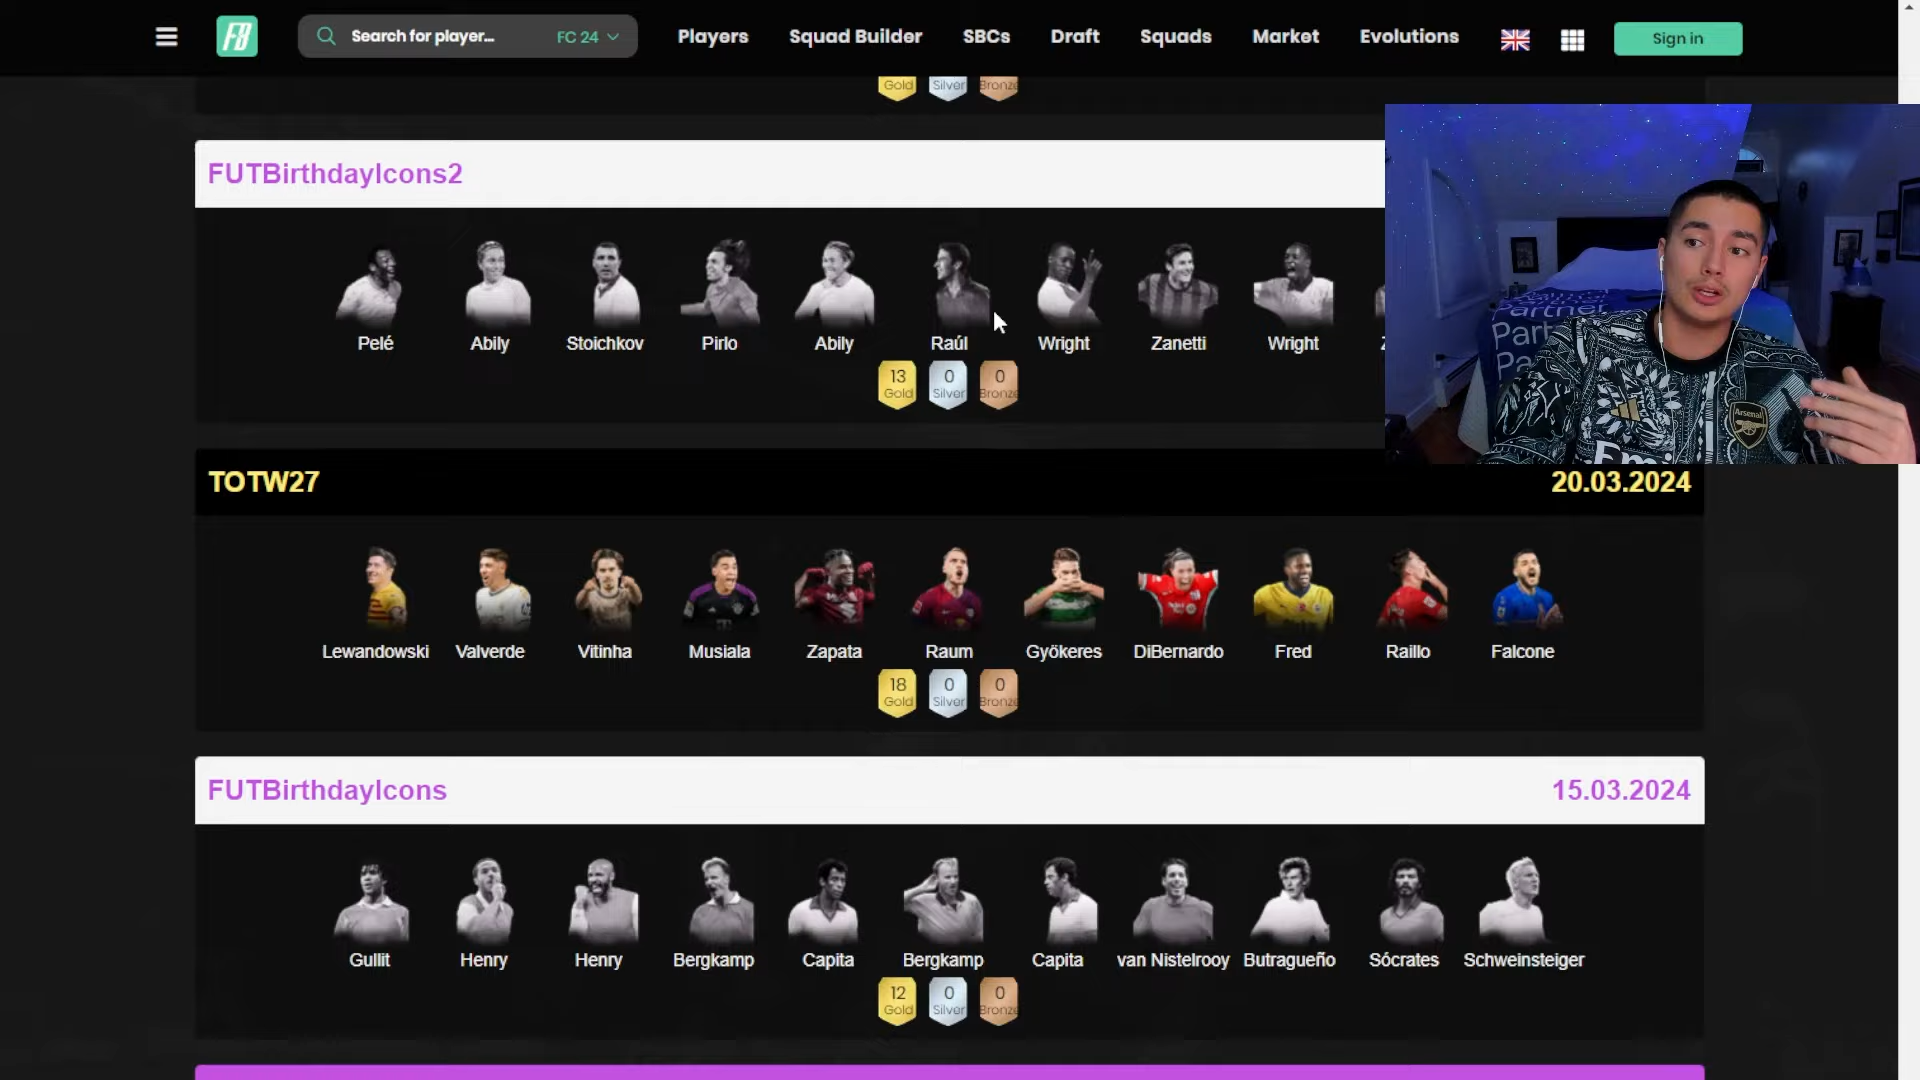 FB
Search for player...
FC 24
Players
Squad Builder
SBCs
Draft
Squads
Market
Evolutions
Sign in
Gold
Silver
Bronze
FUTBirthdayIcons2
Pelé
Abily
Stoichkov
Pirlo
Abily
Raúl
Wright
Zanetti
Wright
13
Gold
0
Silver
0
Bronze
Partner
Partner
Arsenal
TOTW27
20.03.2024
Lewandowski
Valverde
Vitinha
Musiala
Zapata
Raum
Gyökeres
DiBernardo
Fred
Raillo
Falcone
18
Gold
0
Silver
0
Bronze
FUTBirthdayIcons
15.03.2024
Gullit
Henry
Henry
Bergkamp
Capita
Bergkamp
Capita
van Nistelrooy
Butragueño
Sócrates
Schweinsteiger
12
Gold
0
Silver
0
Bronze